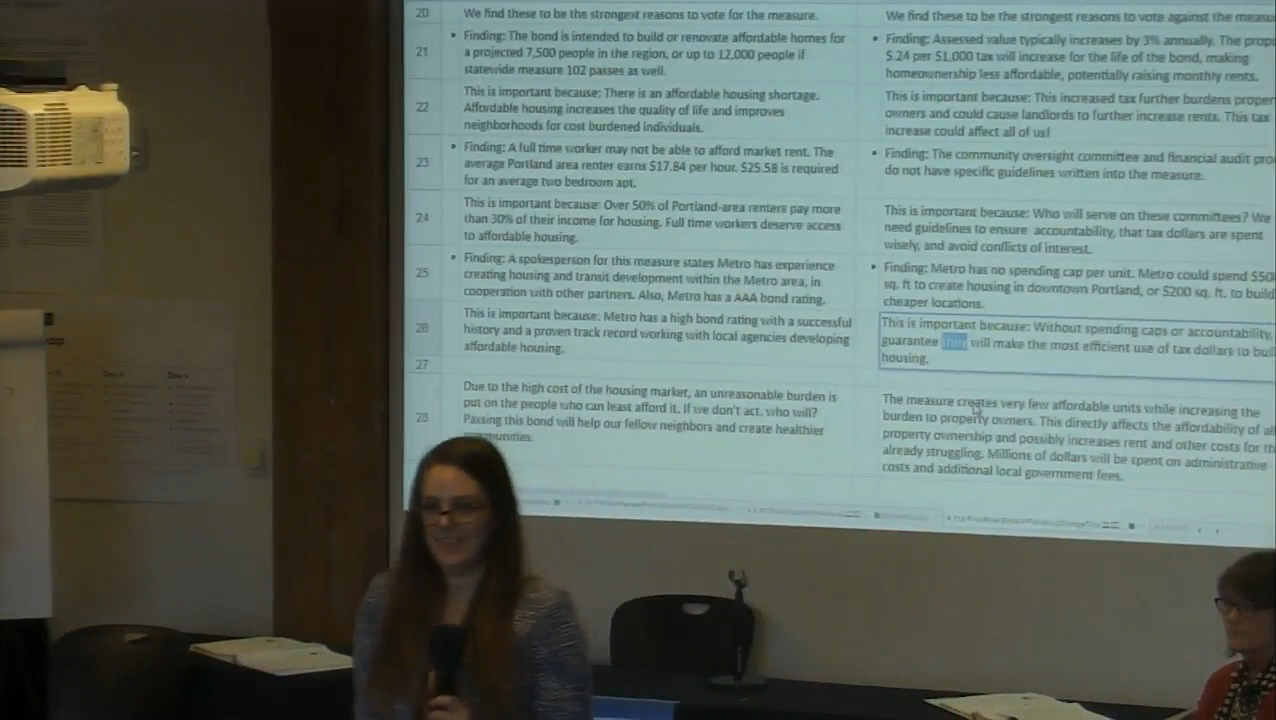 20
We find these to be the strongest reasons to vote for the measure.
21
• Finding: The bond is intended to build or renovate affordable homes for
a projected 7,500 people in the region, or up to 12,000 people if
statewide measure 102 passes as well.
22
This is important because: There is an affordable housing shortage.
Affordable housing increases the quality of life and improves
neighborhoods for cost burdened individuals.
23
• Finding: A full time worker may not be able to afford market rent. The
average Portland area renter earns $17.84 per hour. $25.58 is required
for an average two bedroom apt.
24
This is important because: Over 50% of Portland-area renters pay more
than 30% of their income for housing. Full time workers deserve access
to affordable housing.
25
• Finding: A spokesperson for this measure states Metro has experience
creating housing and transit development within the Metro area, in
cooperation with other partners. Also, Metro has a AAA bond rating.
26
This is important because: Metro has a high bond rating with a successful
history and a proven track record working with local agencies developing
affordable housing.
27
28
Due to the high cost of the housing market, an unreasonable burden is
put on the people who can least afford it. If we don't act, who will?
Passing this bond will help our fellow neighbors and create healthier
We find these to be the strongest reasons to vote against the
• Finding: Assessed value typically increases by 3% annually. The
$.24 per $1,000 tax will increase for the life of the bond, making
homeownership less affordable, potentially raising monthly rents.
This is important because: This increased tax further burdens
owners and could cause landlords to further increase rents. This tax
increase could affect all of us!
• Finding: The community oversight committee and financial audit
do not have specific guidelines written into the measure.
This is important because: Who will serve on these committees? We
need guidelines to ensure accountability, that tax dollars are spent
wisely, and avoid conflicts of interest.
• Finding: Metro has no spending cap per unit. Metro could spend
sq. ft to create housing in downtown Portland, or $200 sq. ft. to build
cheaper locations.
This is important because: Without spending caps or accountability,
guarantee they will make the most efficient use of tax dollars to
housing.
The measure creates very few affordable units while increasing the
burden to property owners. This directly affects the affordability of
property ownership and possibly increases rent and other costs for
already struggling. Millions of dollars will be spent on administrative
costs and additional local government fees.